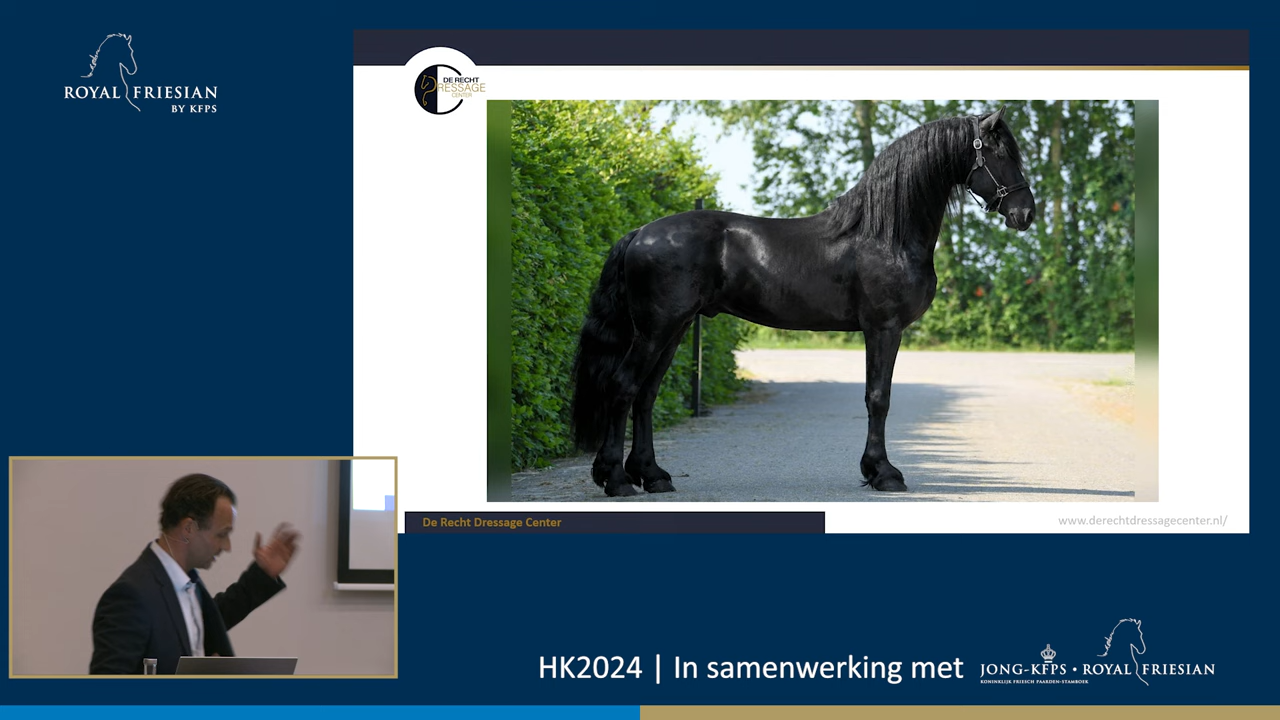 ROYAL FRIESIAN
BY KFPS
DE RECHT
DRESSAGE
CENTER
De Recht Dressage Center
www.derechtdressagecenter.nl/
HK2024 | In samenwerking met
JONG-KFPS • ROYAL FRIESIAN
KONINKLIJK FRIESCH PAARDEN-STAMBOEK